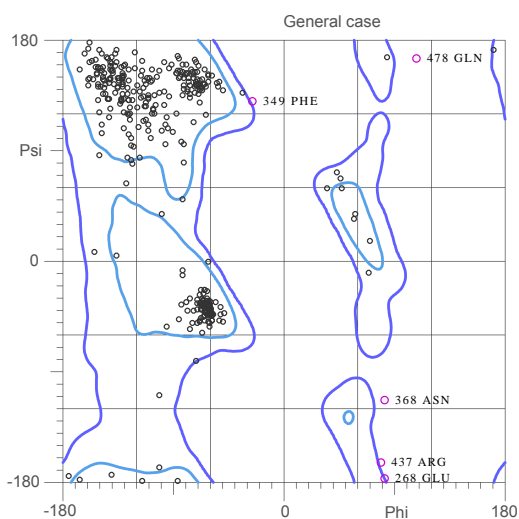 General case
180
478 GLN
349 PHE
Psi
0
368 ASN
437 ARG
268 GLU
-180
-180
0
Phi
180